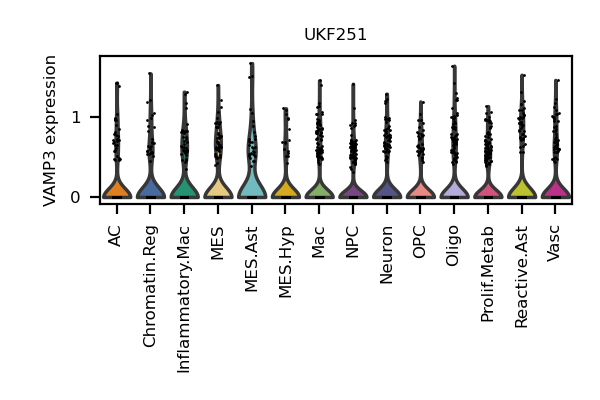 UKF251
VAMP3 expression
1
0
AC
Chromatin.Reg
Inflammatory.Mac
MES
MES.Ast
MES.Hyp
Mac
NPC
Neuron
OPC
Oligo
Prolif.Metab
Reactive.Ast
Vasc